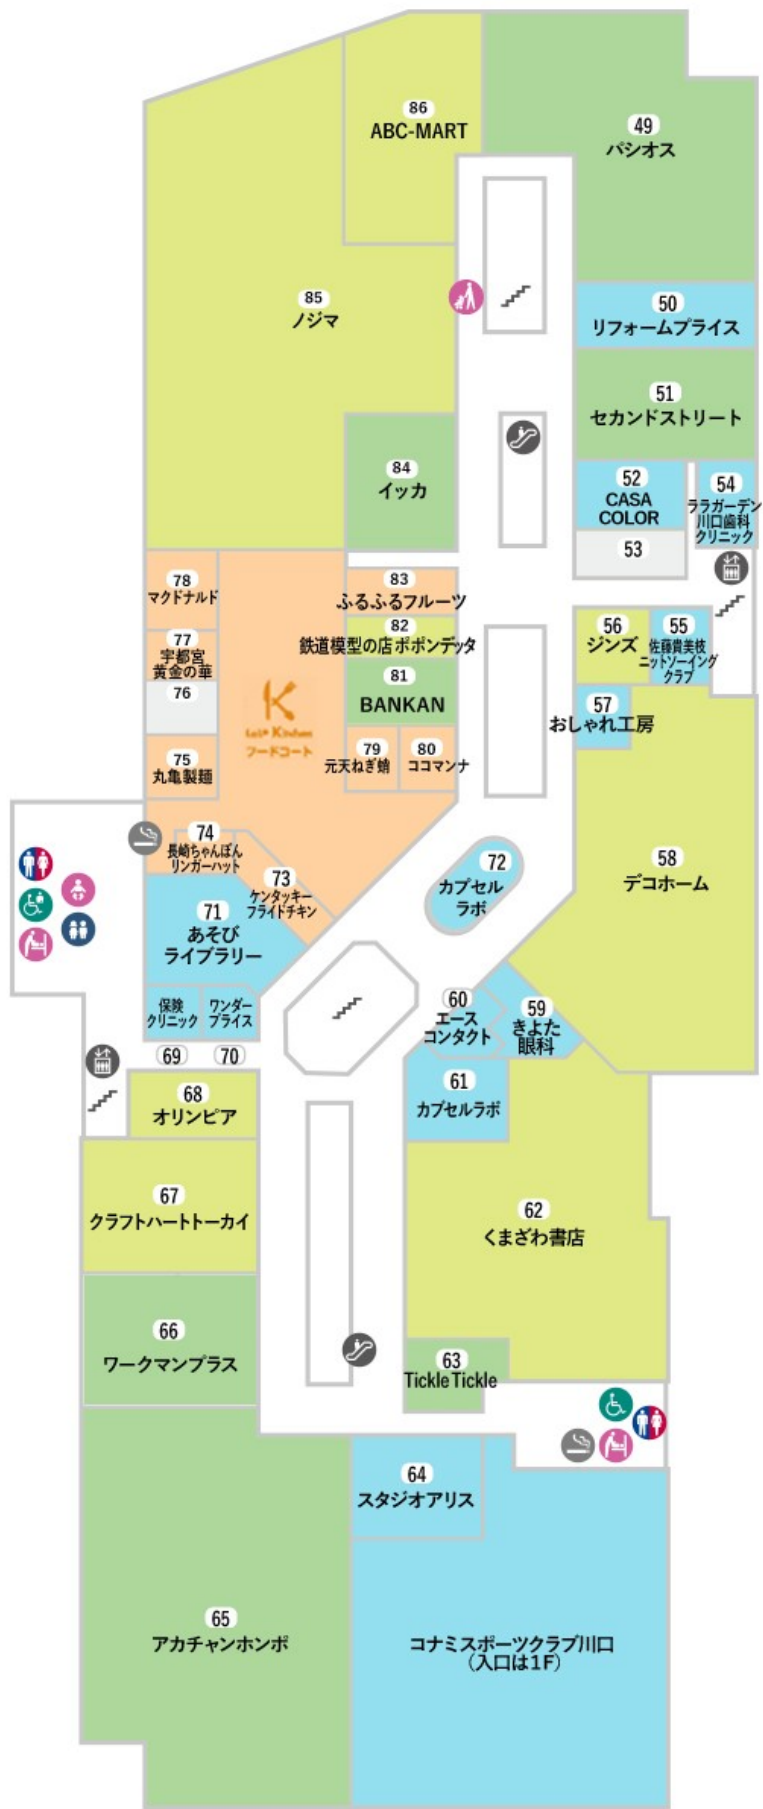 86
ABC-MART
49
パシオス
85
ノジマ
50
リフォームプライス
51
セカンドストリート
84
イッカ
52
CASA
COLOR
54
ララガーデン
川口歯科
クリニック
53
78
マクドナルド
83
ふるふるフルーツ
77
宇都宮
黄金の華
82
鉄道模型の店 ポポンデッタ
56
ジンズ
55
佐藤貴美枝
ニットソーイング
クラブ
76
81
BANKAN
57
おしゃれ工房
フードコート
75
丸亀製麺
79
元天ねぎ蛸
80
ココマンナ
74
長崎ちゃんぽん
リンガーハット
73
ケンタッキー
フライドチキン
72
カプセル
ラボ
58
デコホーム
71
あそび
ライブラリー
保険
クリニック
ワンダー
プライス
69
70
60
エース
コンタクト
59
きよた
眼科
68
オリンピア
61
カプセルラボ
67
クラフトハートトーカイ
62
くまざわ書店
66
ワークマンプラス
63
Tickle Tickle
64
スタジオアリス
65
アカチャンホンポ
コナミスポーツクラブ川口
(入口は1F)